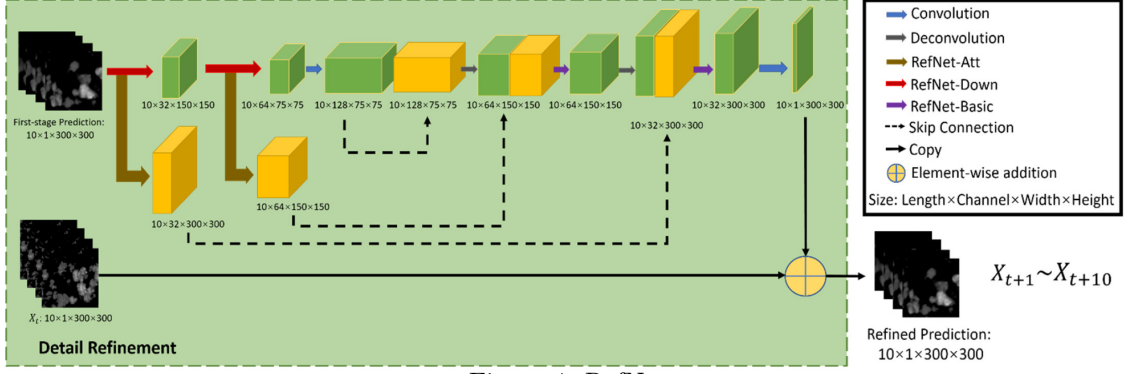 First-stage Prediction:
10×1×300×300
10×32×150×150
10×64×75×75
10×128×75×75
10×128×75×75
10×64×150×150
10×64×150×150
10×32×300×300
10×32×300×300
10×1×300×300
10×32×300×300
10×64×150×150
X_t: 10×1×300×300
Detail Refinement
Convolution
Deconvolution
RefNet-Att
RefNet-Down
RefNet-Basic
Skip Connection
Copy
Element-wise addition
Size: Length×Channel×Width×Height
X_{t+1}~X_{t+10}
Refined Prediction:
10×1×300×300